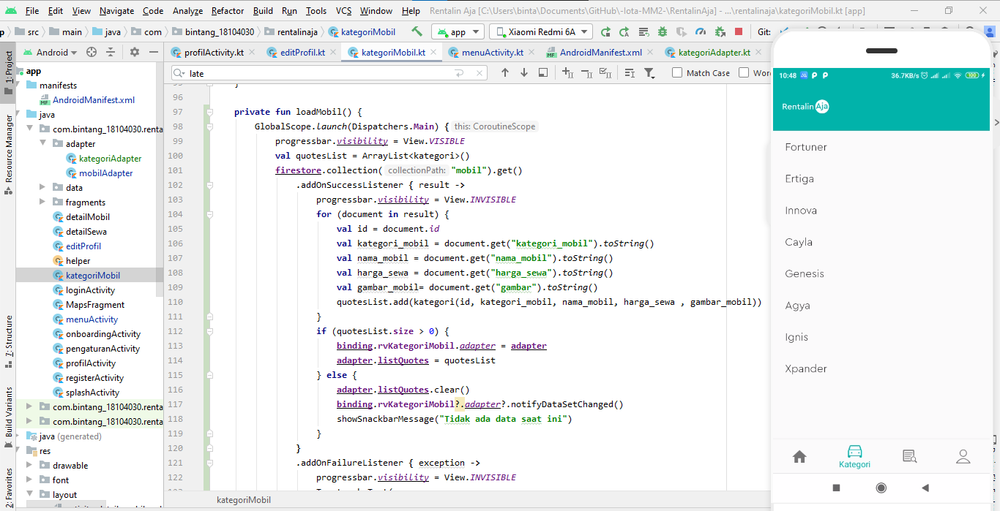 File Edit View Navigate Code Analyze Refactor Build Run Tools VCS Window Help Rentalin Aja [C:\Users\binta\Documents\GitHub\-Iota-MM2-\RentalinAja] - ...\rentalinaja\kategoriMobil.kt [app]
p src main java com bintang_18104030 rentalinaja kategoriMobil app Xiaomi Redmi 6A Git:
Android profilActivity.kt editProfil.kt kategoriMobil.kt menuActivity.kt AndroidManifest.xml kategoriAdapter.kt
late Match Case
1: Project
Resource Manager
7: Structure
Build Variants
2: Favorites
app
manifests
AndroidManifest.xml
java
com.bintang_18104030.renta
adapter
kategoriAdapter
mobilAdapter
data
fragments
detailMobil
detailSewa
editProfil
helper
kategoriMobil
loginActivity
MapsFragment
menuActivity
onboardingActivity
pengaturanActivity
profilActivity
registerActivity
splashActivity
com.bintang_18104030.renta
com.bintang_18104030.renta
java (generated)
res
drawable
font
layout
96
97 private fun loadMobil() {
98 GlobalScope.launch(Dispatchers.Main) { this: CoroutineScope
99 progressbar.visibility = View.VISIBLE
100 val quotesList = ArrayList<kategori>()
101 firestore.collection( collectionPath: "mobil").get()
102 .addOnSuccessListener { result ->
103 progressbar.visibility = View.INVISIBLE
104 for (document in result) {
105 val id = document.id
106 val kategori_mobil = document.get("kategori_mobil").toString()
107 val nama_mobil = document.get("nama_mobil").toString()
108 val harga_sewa = document.get("harga_sewa").toString()
109 val gambar_mobil= document.get("gambar").toString()
110 quotesList.add(kategori(id, kategori_mobil, nama_mobil, harga_sewa , gambar_mobil))
111 }
112 if (quotesList.size > 0) {
113 binding.rvKategoriMobil.adapter = adapter
114 adapter.listQuotes = quotesList
115 } else {
116 adapter.listQuotes.clear()
117 binding.rvKategoriMobil?.adapter?.notifyDataSetChanged()
118 showSnackbarMessage("Tidak ada data saat ini")
119 }
120 }
121 .addOnFailureListener { exception ->
122 progressbar.visibility = View.INVISIBLE
kategoriMobil
10:48 36.7KB/s 100
Rentalin Aja
Fortuner
Ertiga
Innova
Cayla
Genesis
Agya
Ignis
Xpander
Kategori